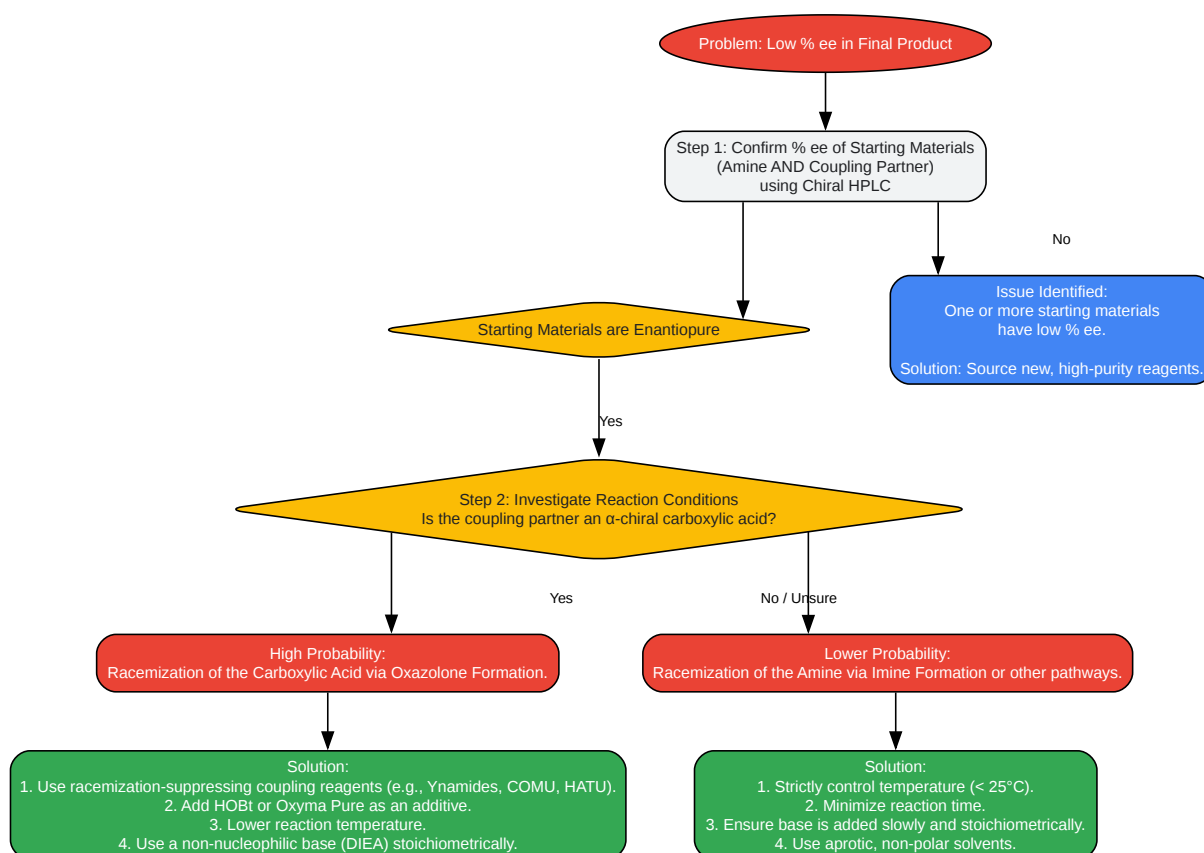 Problem: Low % ee in Final Product
Step 1: Confirm % ee of Starting Materials
(Amine AND Coupling Partner)
using Chiral HPLC
No
Issue Identified:
One or more starting materials
have low % ee.
Solution: Source new, high-purity reagents.
Starting Materials are Enantiopure
Yes
Step 2: Investigate Reaction Conditions
Is the coupling partner an α-chiral carboxylic acid?
Yes
No / Unsure
High Probability:
Racemization of the Carboxylic Acid via Oxazolone Formation.
Lower Probability:
Racemization of the Amine via Imine Formation or other pathways.
Solution:
1. Use racemization-suppressing coupling reagents (e.g., Ynamides, COMU, HATU).
2. Add HOBt or Oxyma Pure as an additive.
3. Lower reaction temperature.
4. Use a non-nucleophilic base (DIEA) stoichiometrically.
Solution:
1. Strictly control temperature (< 25°C).
2. Minimize reaction time.
3. Ensure base is added slowly and stoichiometrically.
4. Use aprotic, non-polar solvents.